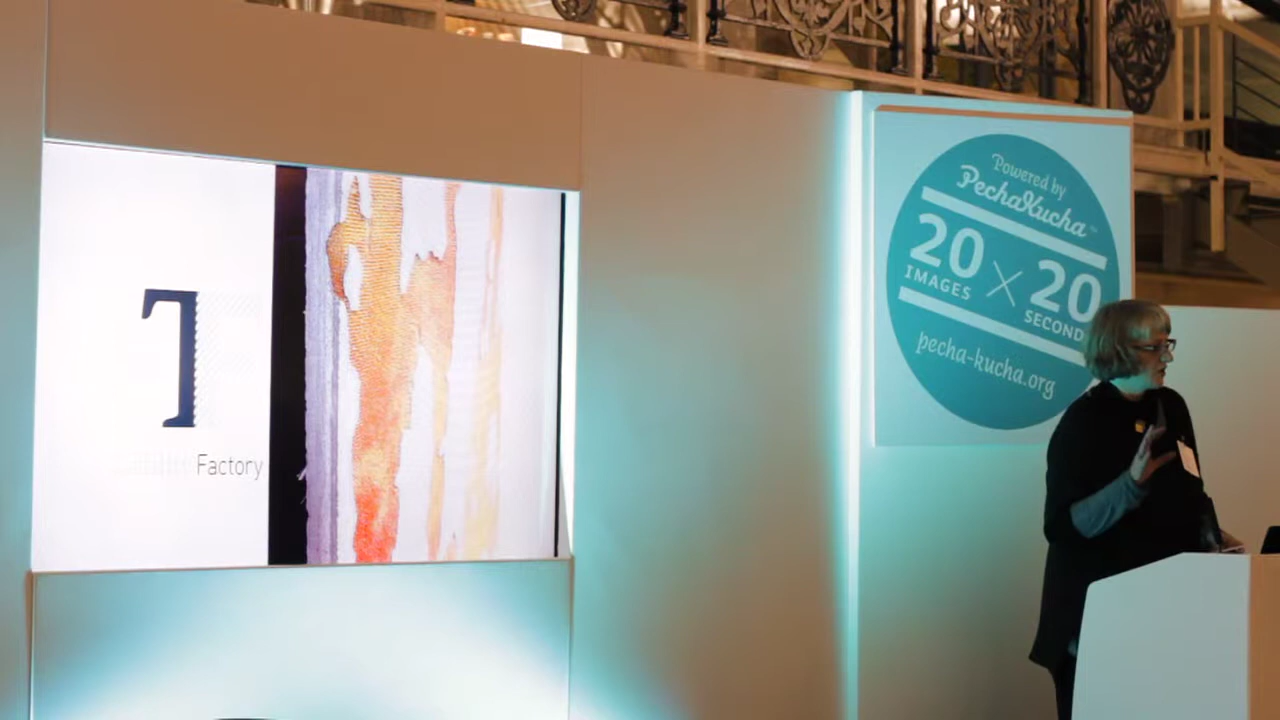 T
Factory
Powered by
PechaKucha
20 X 20
IMAGES SECOND
pecha-kucha.org